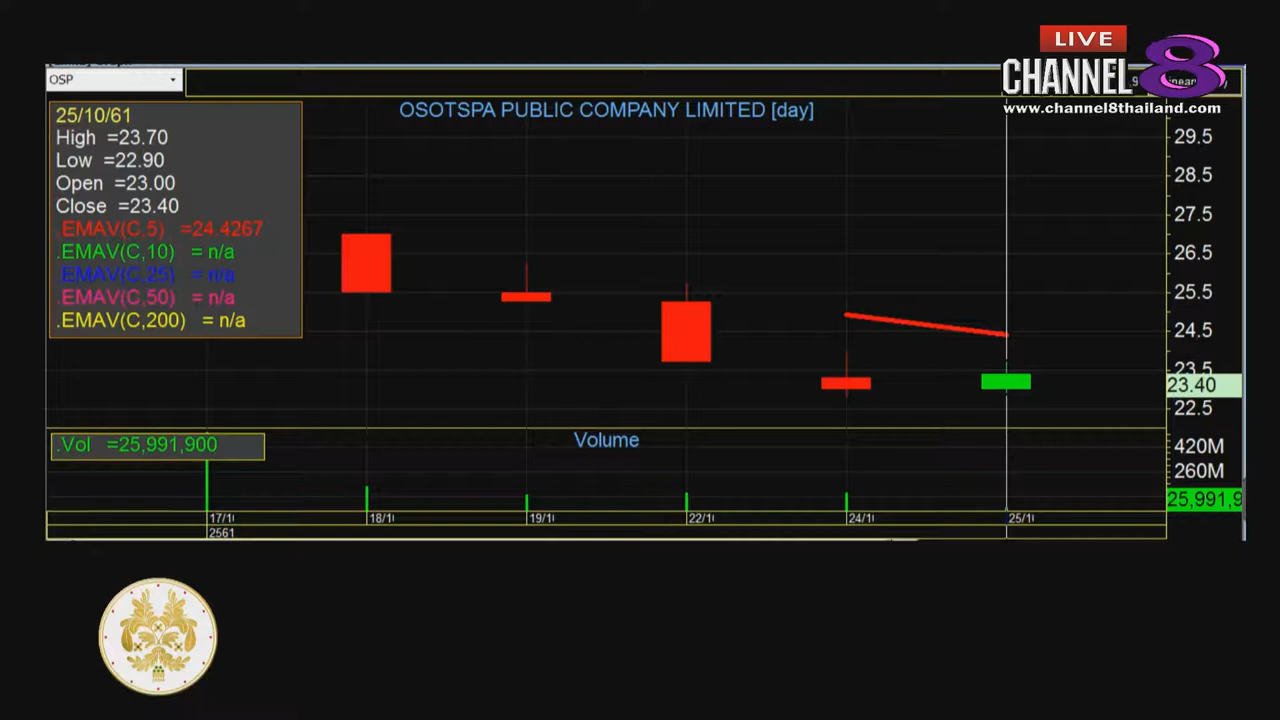 LIVE
CHANNEL 8
www.channel8thailand.com
OSP
25/10/61
High =23.70
Low =22.90
Open =23.00
Close =23.40
.EMAV(C,5) =24.4267
.EMAV(C,10) = n/a
.EMAV(C,25) = n/a
.EMAV(C,50) = n/a
.EMAV(C,200) = n/a
OSOTSPA PUBLIC COMPANY LIMITED [day]
29.5
28.5
27.5
26.5
25.5
24.5
23.5
23.40
22.5
.Vol =25,991,900
Volume
420M
260M
25,991,9
17/1 18/1 19/1 22/1 24/1 25/1
2561